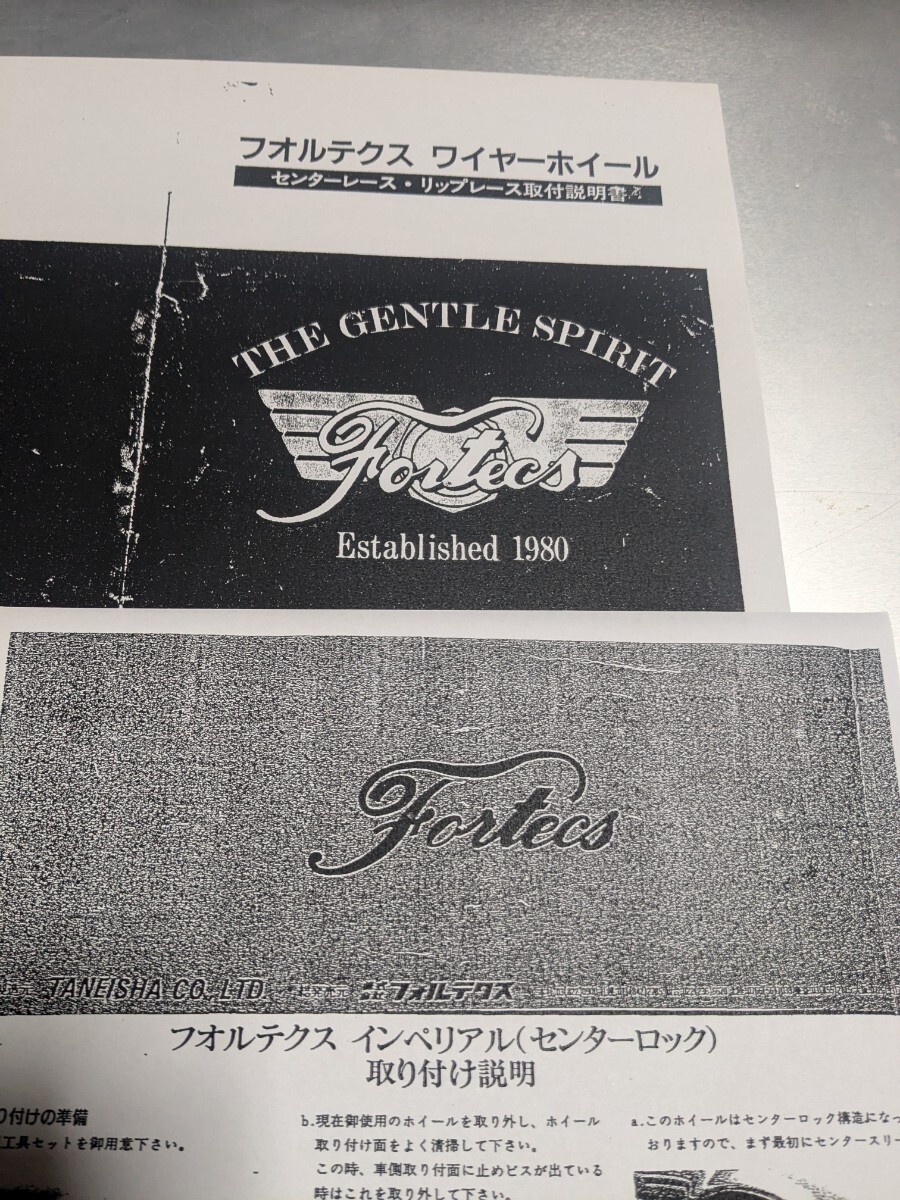 フオルテクス ワイヤーホイール
センターレース・リップレース取付説明書
THE GENTLE SPIRIT
Fortecs
Established 1980
Fortecs
TANEISHA CO., LTD.
株式会社フォルテクス
フオルテクス インペリアル(センターロック)
取り付け説明
り付けの準備
工具セットを御用意下さい。
b.現在御使用のホイールを取り外し、ホイール
取り付け面をよく清掃して下さい。
この時、車側取り付面に止めビスが出ている
時はこれを取り外して下さい。
a.このホイールはセンターロック構造になっ
おりますので、まず最初にセンタースリー